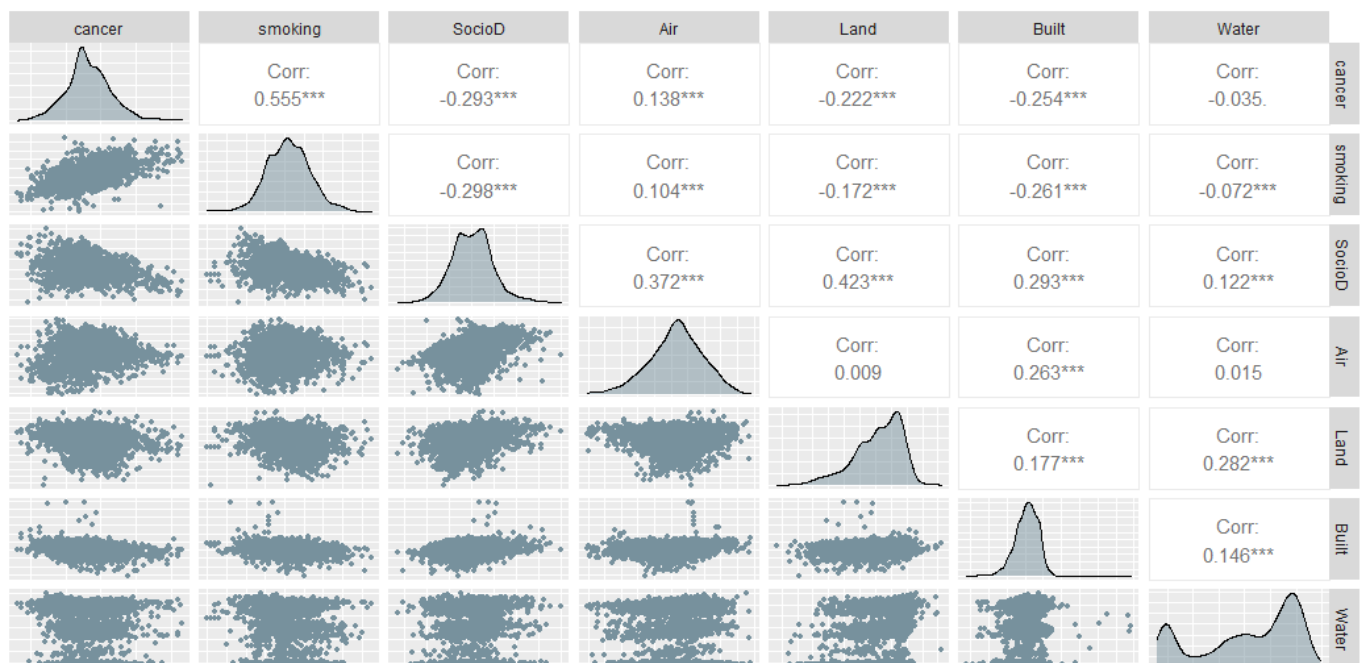 cancer smoking SocioD Air Land Built Water
Corr: Corr: Corr: Corr: Corr: Corr:
0.555*** -0.293*** 0.138*** -0.222*** -0.254*** -0.035.
cancer
Corr: Corr: Corr: Corr: Corr:
-0.298*** 0.104*** -0.172*** -0.261*** -0.072***
smoking
Corr: Corr: Corr: Corr:
0.372*** 0.423*** 0.293*** 0.122***
SocioD
Corr: Corr: Corr:
0.009 0.263*** 0.015
Air
Corr: Corr:
0.177*** 0.282***
Land
Corr:
0.146***
Built
Water